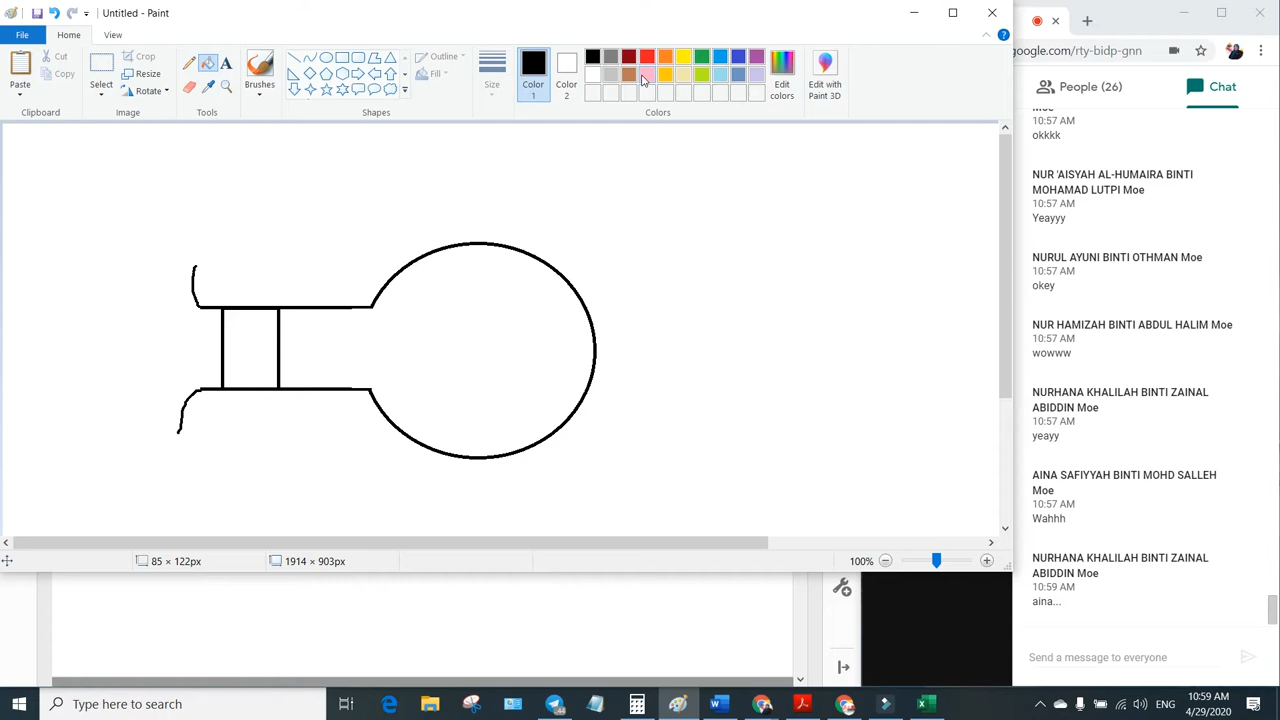 Untitled - Paint
File
Home
View
Paste
Cut
Copy
Clipboard
Select
Crop
Resize
Rotate
Image
A
Tools
Brushes
Shapes
Outline
Fill
Size
Color
1
Color
2
Colors
Edit
colors
Edit with
Paint 3D
85 × 122px
1914 × 903px
100%
google.com/rty-bidp-gnn
People (26)
Chat
Moe
10:57 AM
okkkk
NUR 'AISYAH AL-HUMAIRA BINTI
MOHAMAD LUTPI Moe
10:57 AM
Yeayyy
NURUL AYUNI BINTI OTHMAN Moe
10:57 AM
okey
NUR HAMIZAH BINTI ABDUL HALIM Moe
10:57 AM
wowww
NURHANA KHALILAH BINTI ZAINAL
ABIDDIN Moe
10:57 AM
yeayy
AINA SAFIYYAH BINTI MOHD SALLEH
Moe
10:57 AM
Wahhh
NURHANA KHALILAH BINTI ZAINAL
ABIDDIN Moe
10:59 AM
aina...
Send a message to everyone
Type here to search
ENG
10:59 AM
4/29/2020